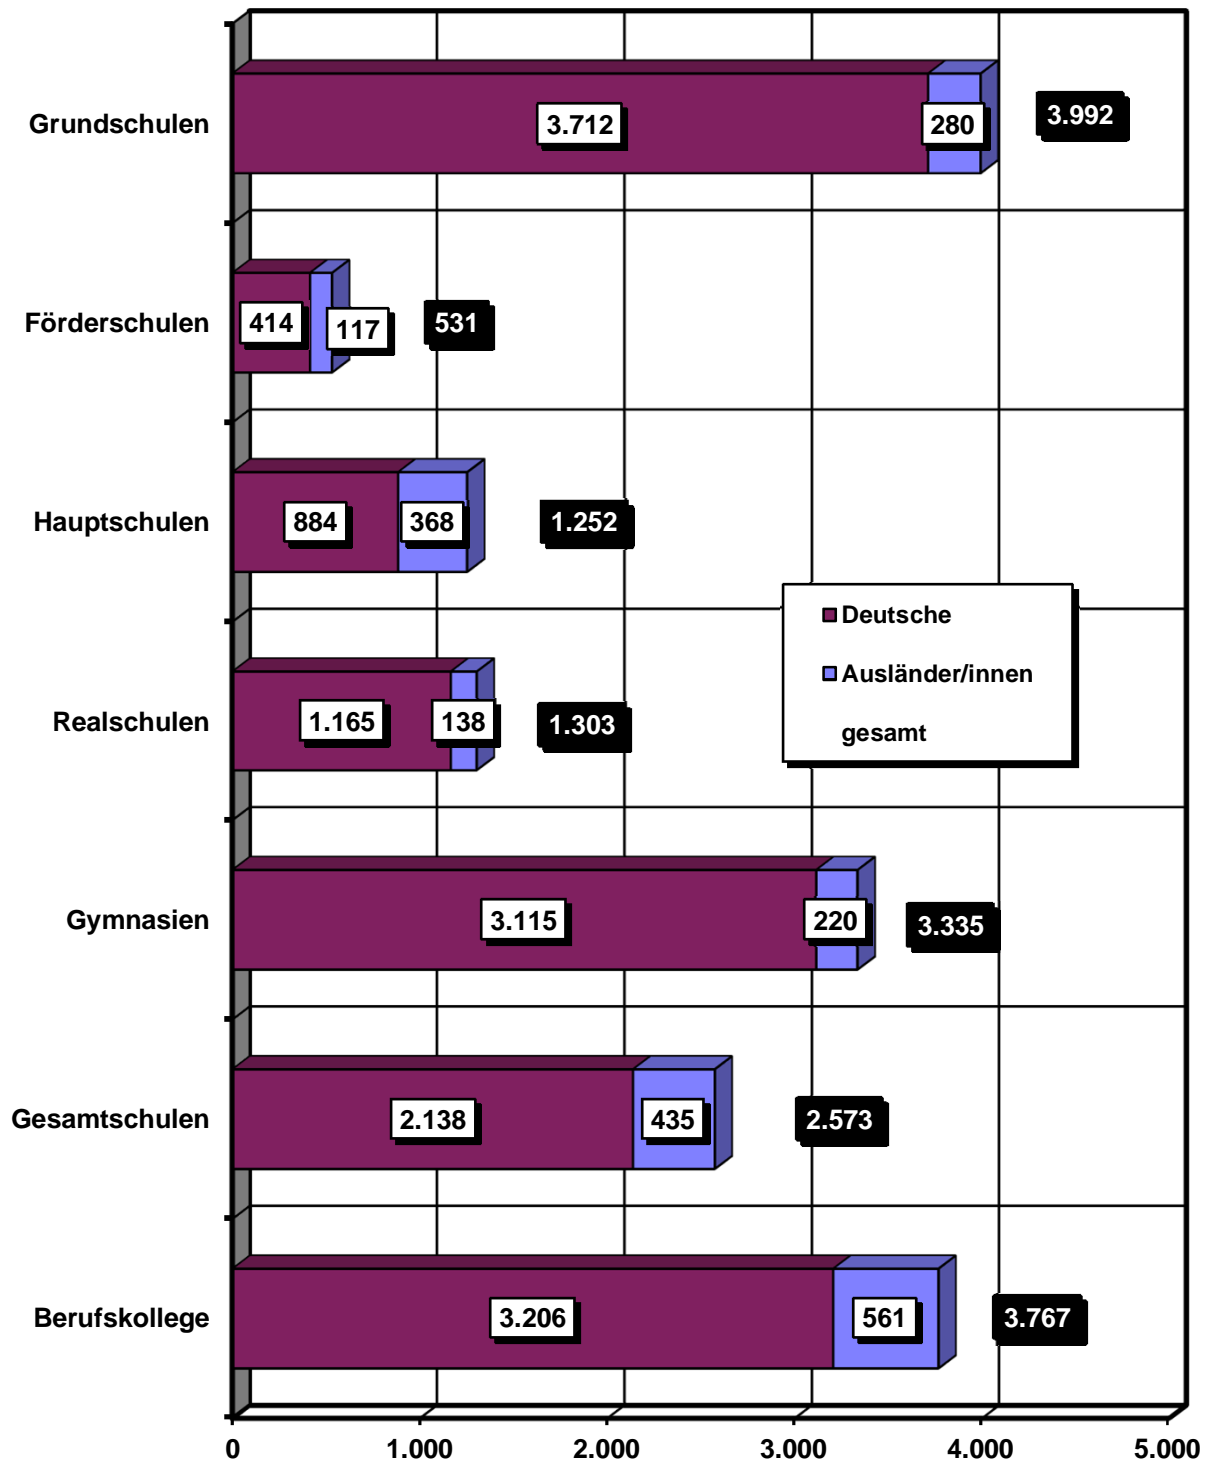 Grundschulen 3.712 280 3.992
Förderschulen 414 117 531
Hauptschulen 884 368 1.252
Deutsche
Ausländer/innen
gesamt
Realschulen 1.165 138 1.303
Gymnasien 3.115 220 3.335
Gesamtschulen 2.138 435 2.573
Berufskollege 3.206 561 3.767
0 1.000 2.000 3.000 4.000 5.000